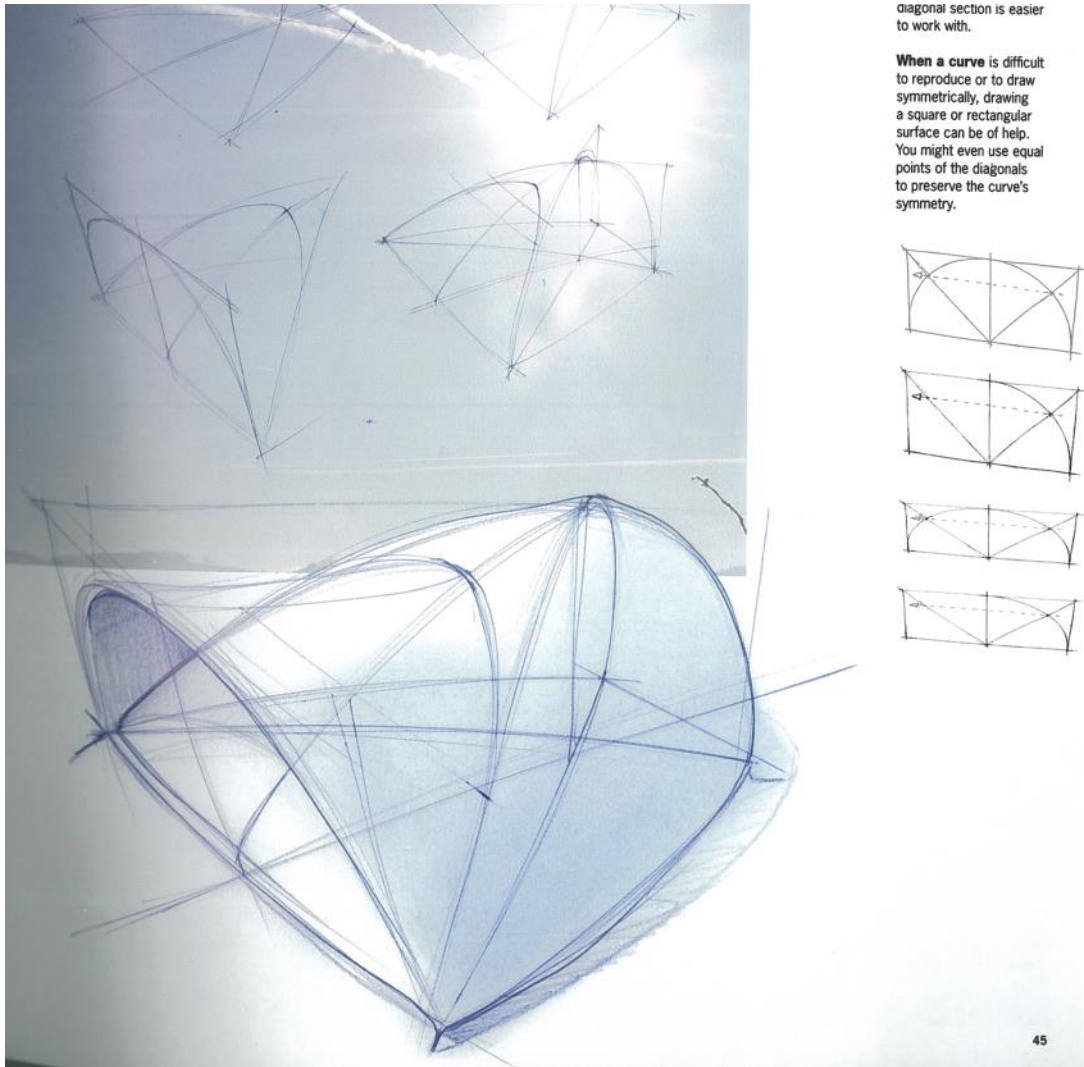 diagonal section is easier
to work with.
When a curve is difficult
to reproduce or to draw
symmetrically, drawing
a square or rectangular
surface can be of help.
You might even use equal
points of the diagonals
to preserve the curve's
symmetry.
45